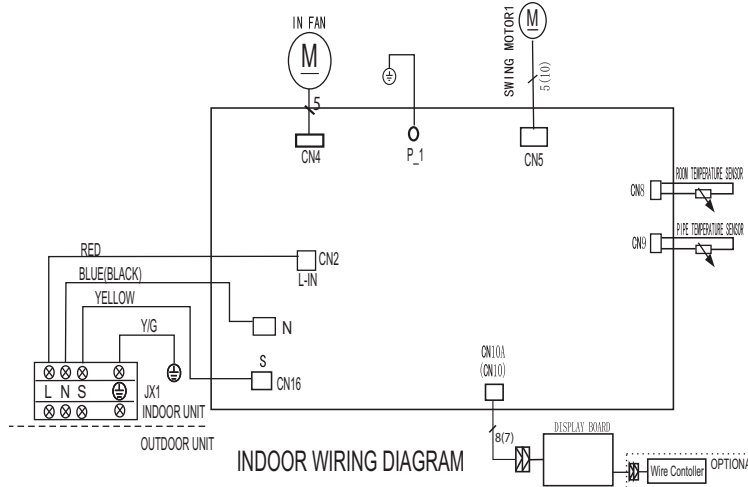 IN FAN
M
SWING MOTOR1
M
5
5(10)
CN4
P_1
CN5
ROOM TEMPERATURE SENSOR
CN8
PIPE TEMPERATURE SENSOR
CN9
RED
CN2
L-IN
BLUE(BLACK)
YELLOW
Y/G
N
S
CN16
CN10A
(CN10)
L N S
JX1
INDOOR UNIT
OUTDOOR UNIT
8(7)
DISPLAY BOARD
INDOOR WIRING DIAGRAM
Wire Contoller
OPTIONA